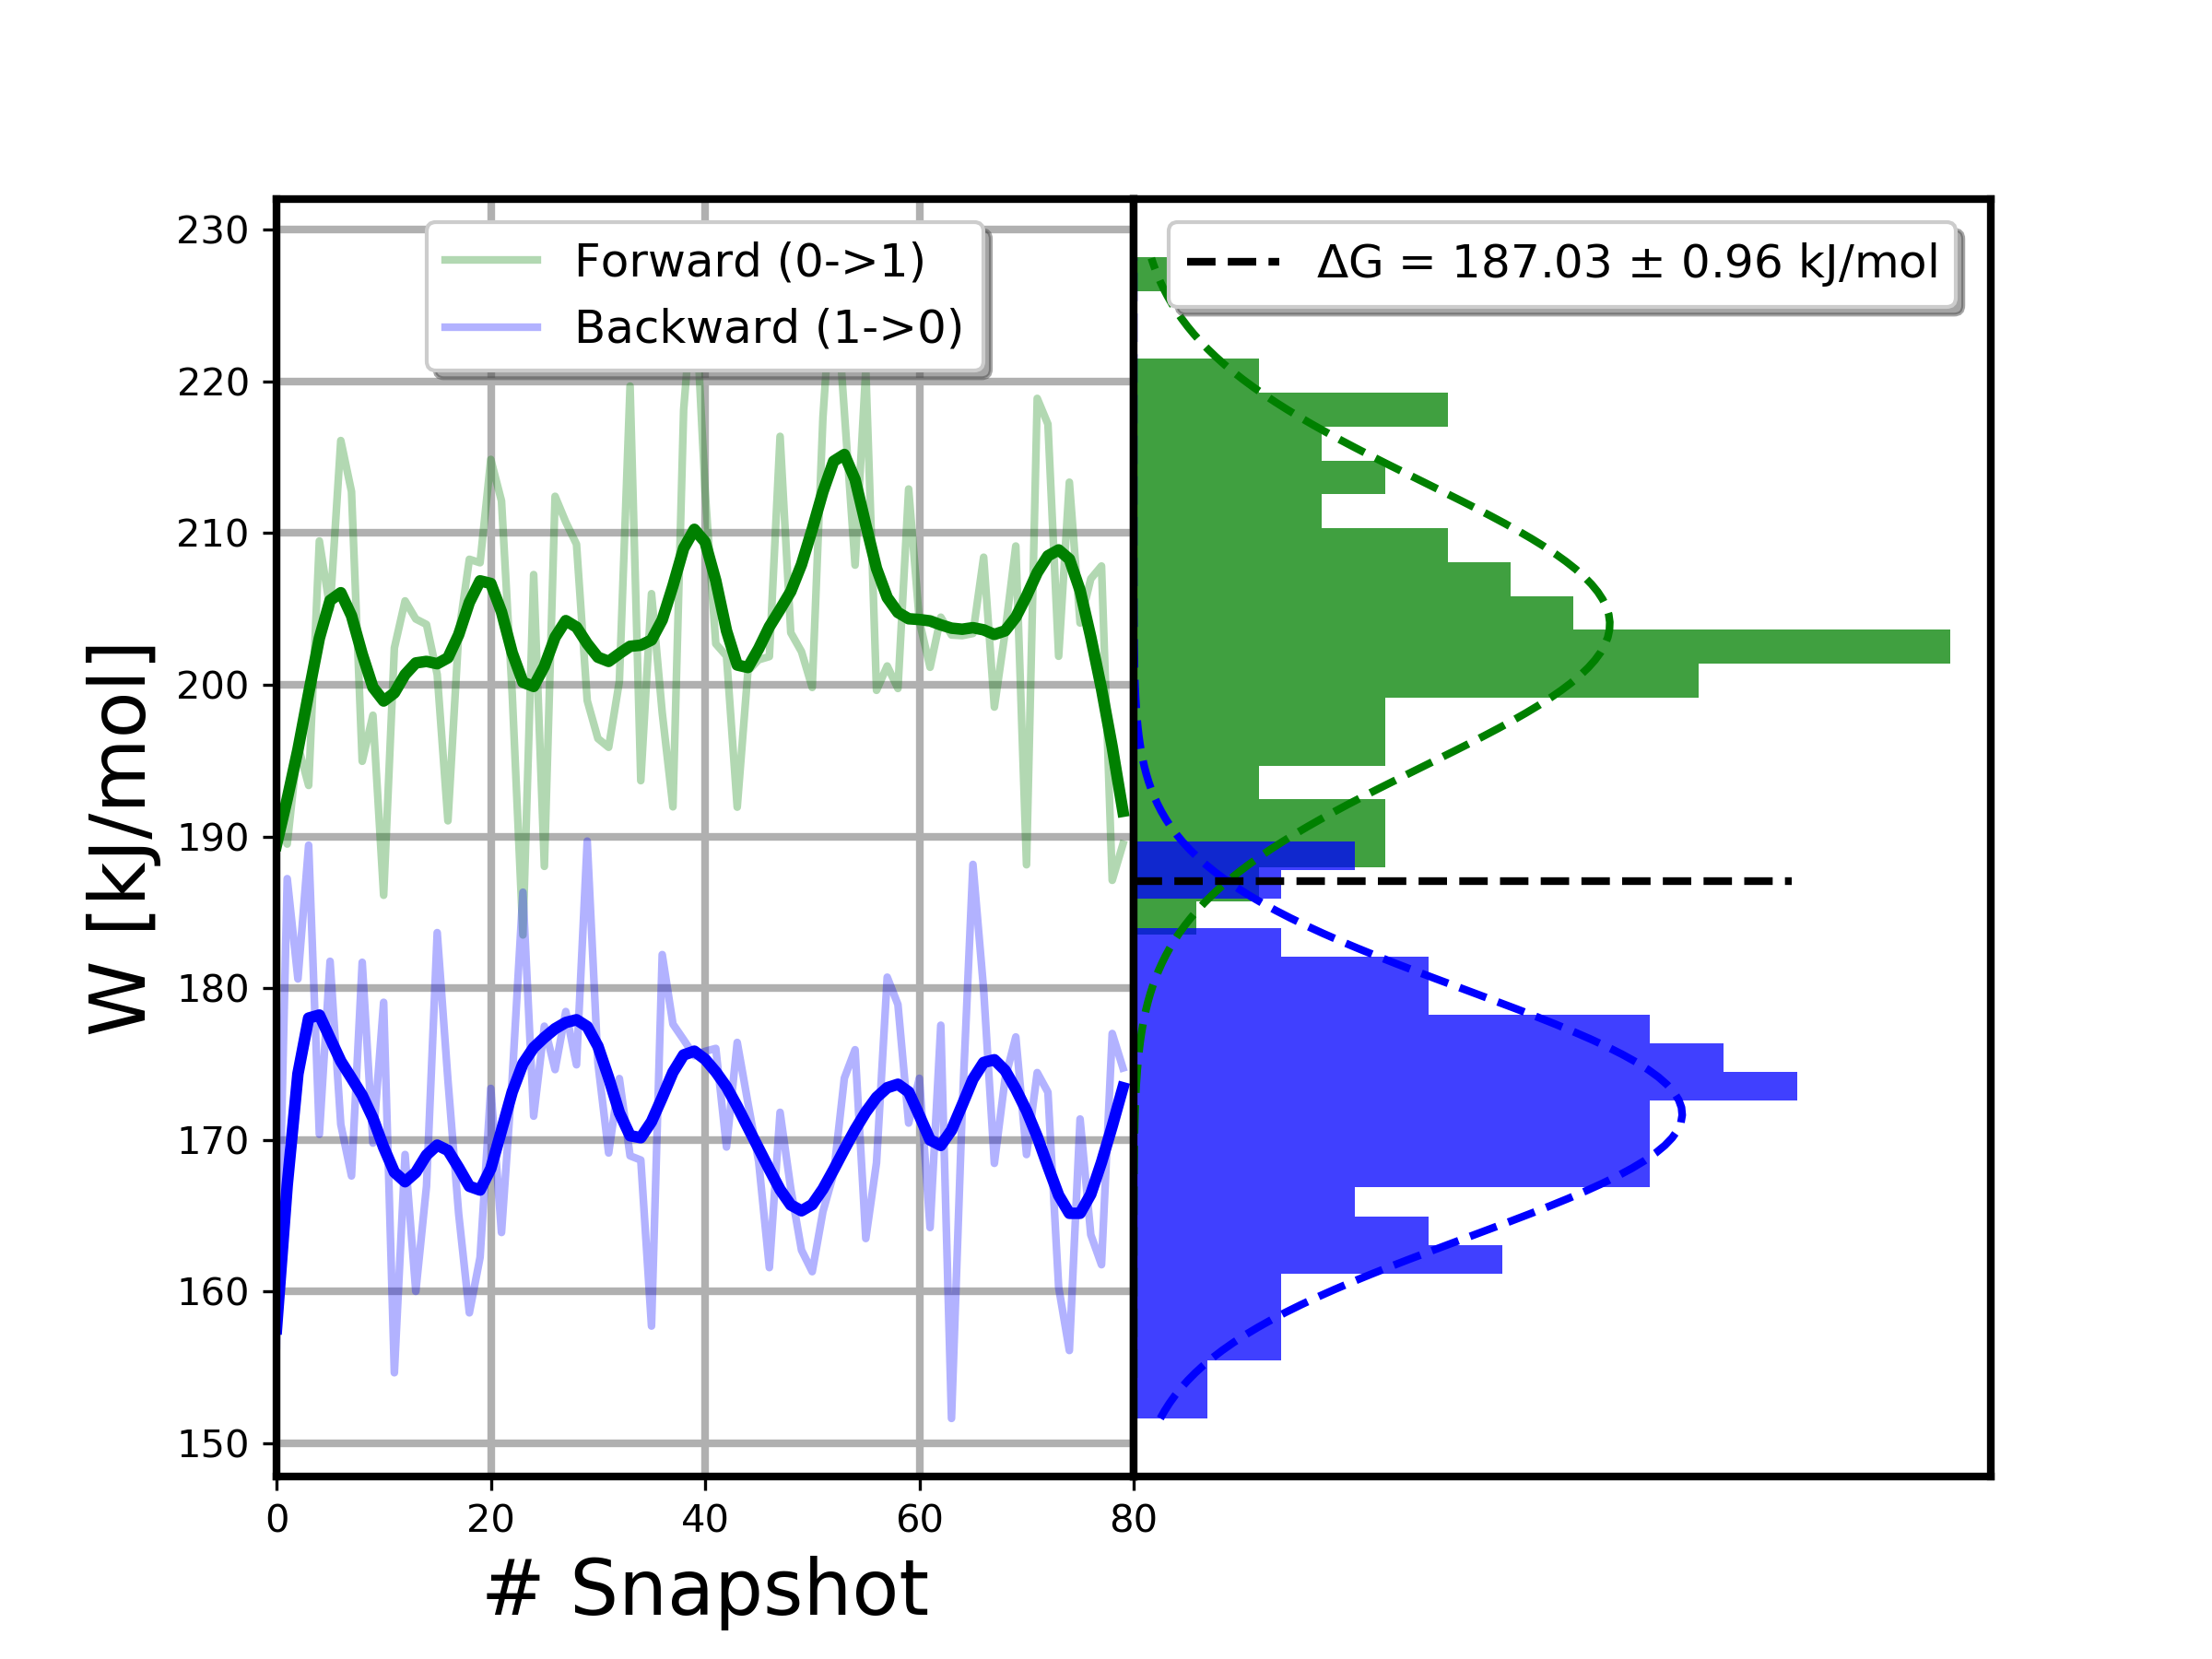 Forward (0->1)
Backward (1->0)
ΔG = 187.03 ± 0.96 kJ/mol
W [kJ/mol]
230
220
210
200
190
180
170
160
150
0 20 40 60 80
# Snapshot